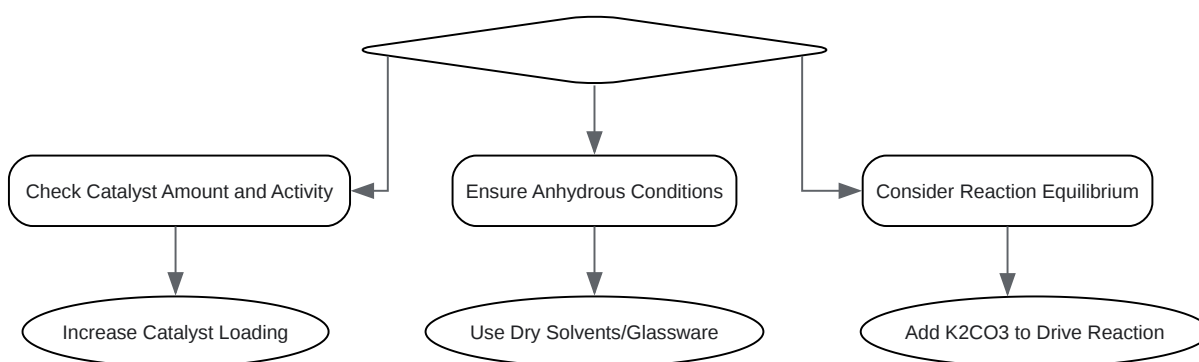 Check Catalyst Amount and Activity
Ensure Anhydrous Conditions
Consider Reaction Equilibrium
Increase Catalyst Loading
Use Dry Solvents/Glassware
Add K2CO3 to Drive Reaction